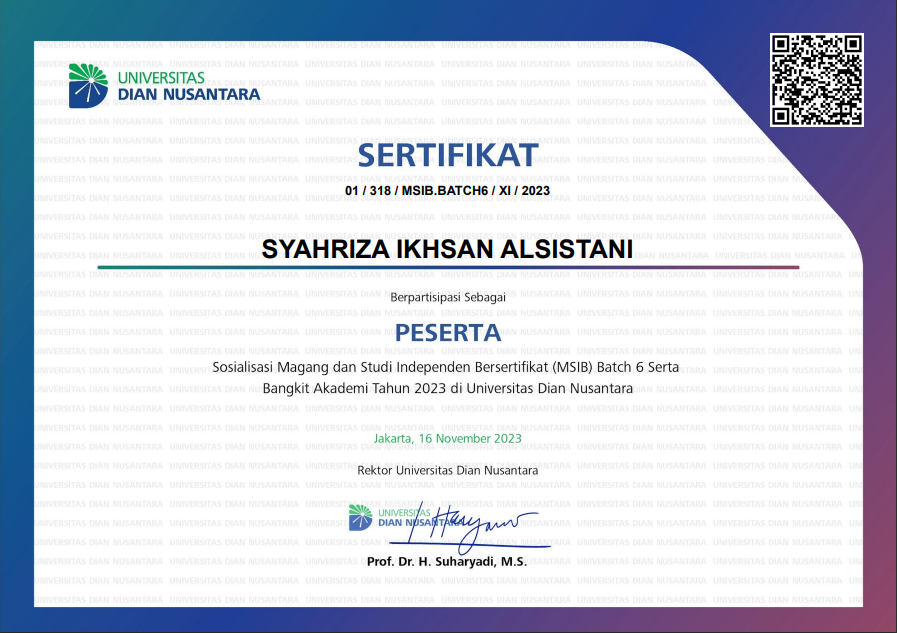 UNIVERSITAS
DIAN NUSANTARA
SERTIFIKAT
01 / 318 / MSIB.BATCH6 / XI / 2023
SYAHRIZA IKHSAN ALSISTANI
Berpartisipasi Sebagai
PESERTA
Sosialisasi Magang dan Studi Independen Bersertifikat (MSIB) Batch 6 Serta
Bangkit Akademi Tahun 2023 di Universitas Dian Nusantara
Jakarta, 16 November 2023
Rektor Universitas Dian Nusantara
UNIVERSITAS
DIAN NUSANTARA
Prof. Dr. H. Suharyadi, M.S.